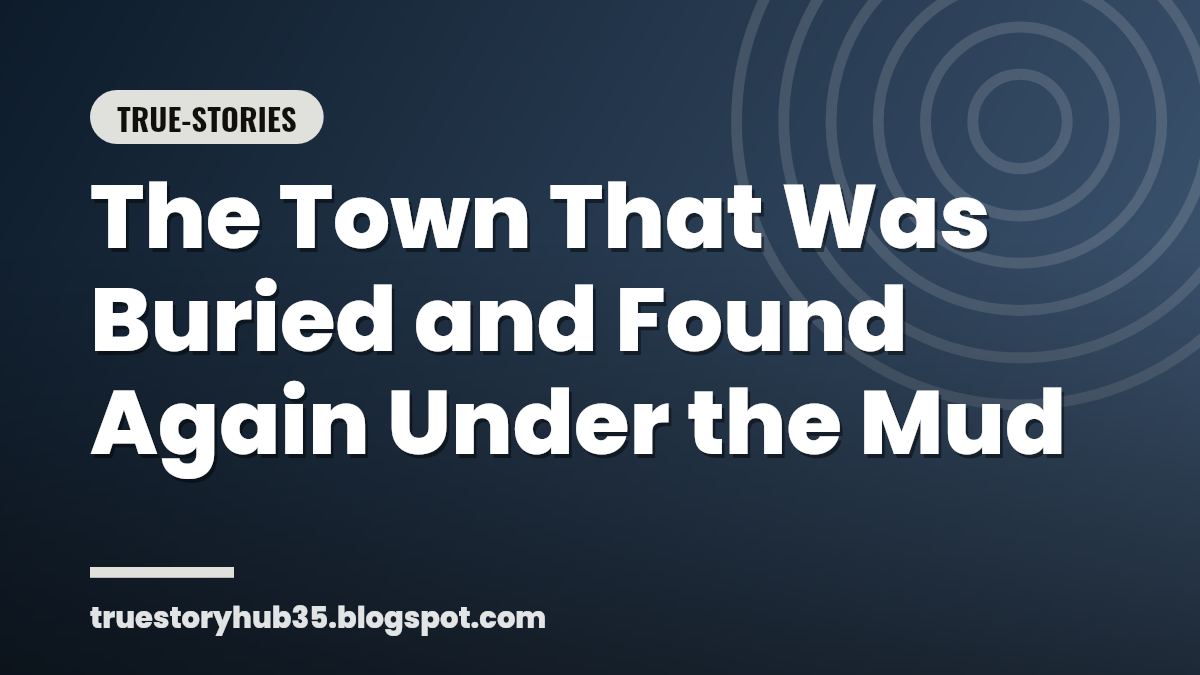 TRUE-STORIES
The Town That Was
Buried and Found
Again Under the Mud
truestoryhub35.blogspot.com